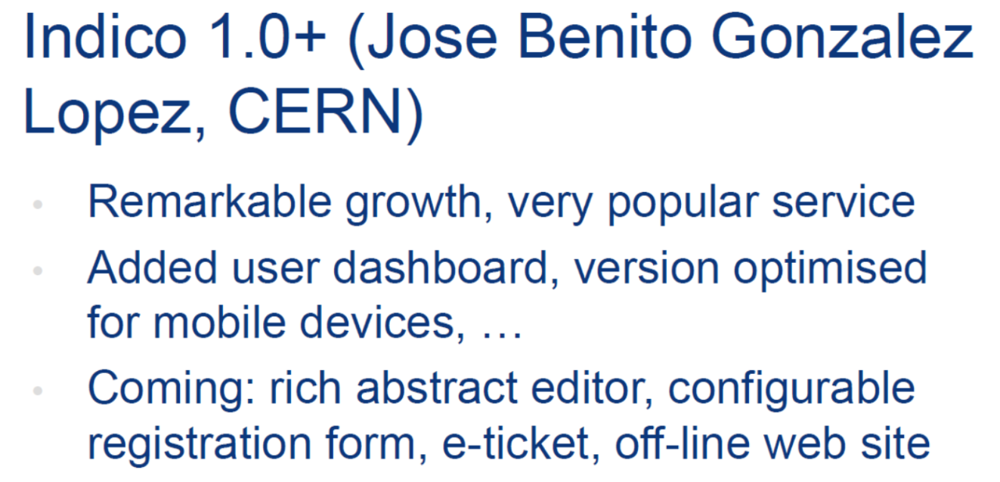 Indico 1.0+ (Jose Benito Gonzalez
Lopez, CERN)
• Remarkable growth, very popular service
• Added user dashboard, version optimised
for mobile devices, …
• Coming: rich abstract editor, configurable
registration form, e-ticket, off-line web site